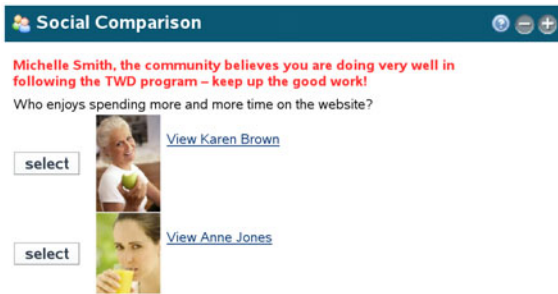 Social Comparison
Michelle Smith, the community believes you are doing very well in
following the TWD program – keep up the good work!
Who enjoys spending more and more time on the website?
View Karen Brown
select
View Anne Jones
select